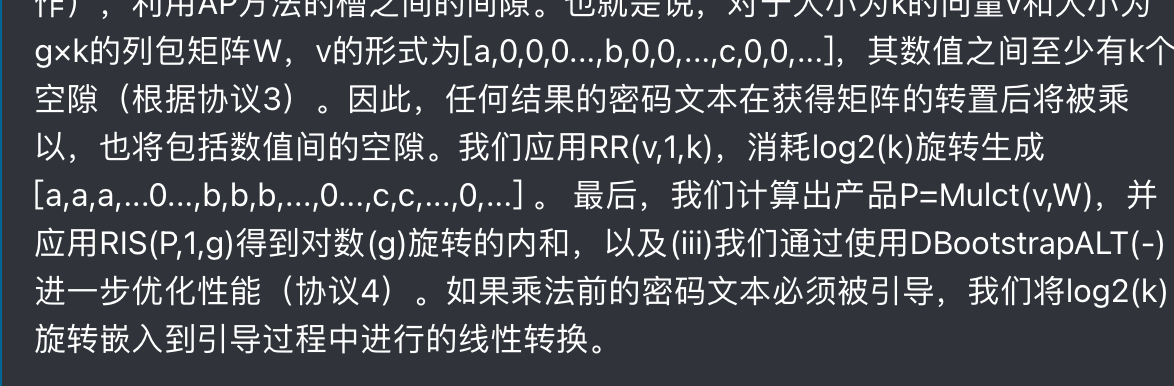 作），利用AP方法的槽之间的间隙。也就是说，对于大小为k的向量v和大小为
g×k的列包矩阵W，v的形式为[a,0,0,0...,b,0,0,...,c,0,0,...]，其数值之间至少有k个
空隙（根据协议3）。因此，任何结果的密码文本在获得矩阵的转置后将被乘
以，也将包括数值间的空隙。我们应用RR(v,1,k)，消耗log2(k)旋转生成
[a,a,a,...0...,b,b,b,...,0...,c,c,...,0,...] 。 最后，我们计算出产品P=Mulct(v,W)，并
应用RIS(P,1,g)得到对数(g)旋转的内和，以及(iii)我们通过使用DBootstrapALT(-)
进一步优化性能（协议4）。如果乘法前的密码文本必须被引导，我们将log2(k)
旋转嵌入到引导过程中进行的线性转换。